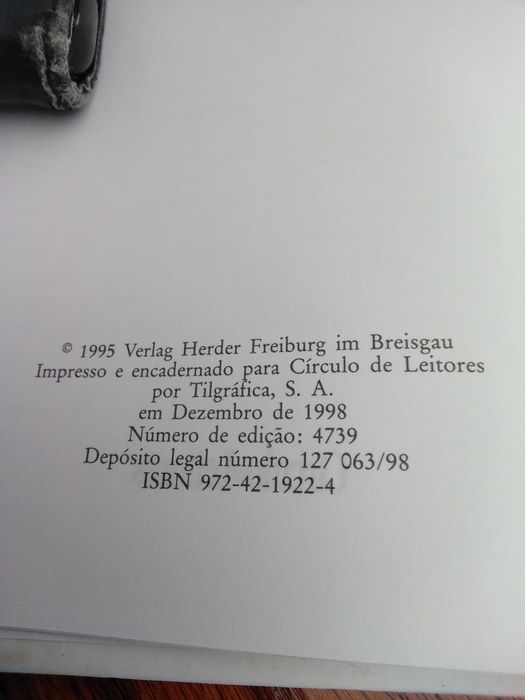 © 1995 Verlag Herder Freiburg im Breisgau
Impresso e encadernado para Círculo de Leitores
por Tilgráfica, S. A.
em Dezembro de 1998
Número de edição: 4739
Depósito legal número 127 063/98
ISBN 972-42-1922-4